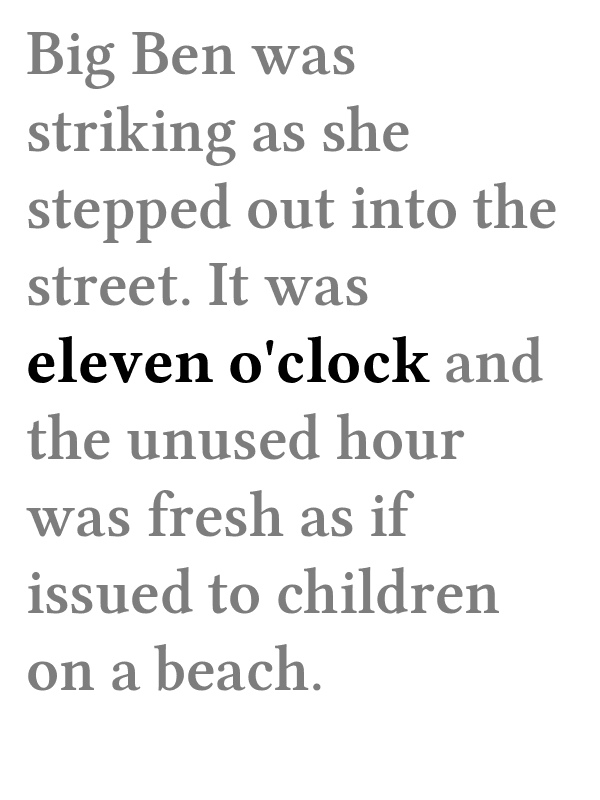 Big Ben was
striking as she
stepped out into the
street. It was
eleven o'clock and
the unused hour
was fresh as if
issued to children
on a beach.